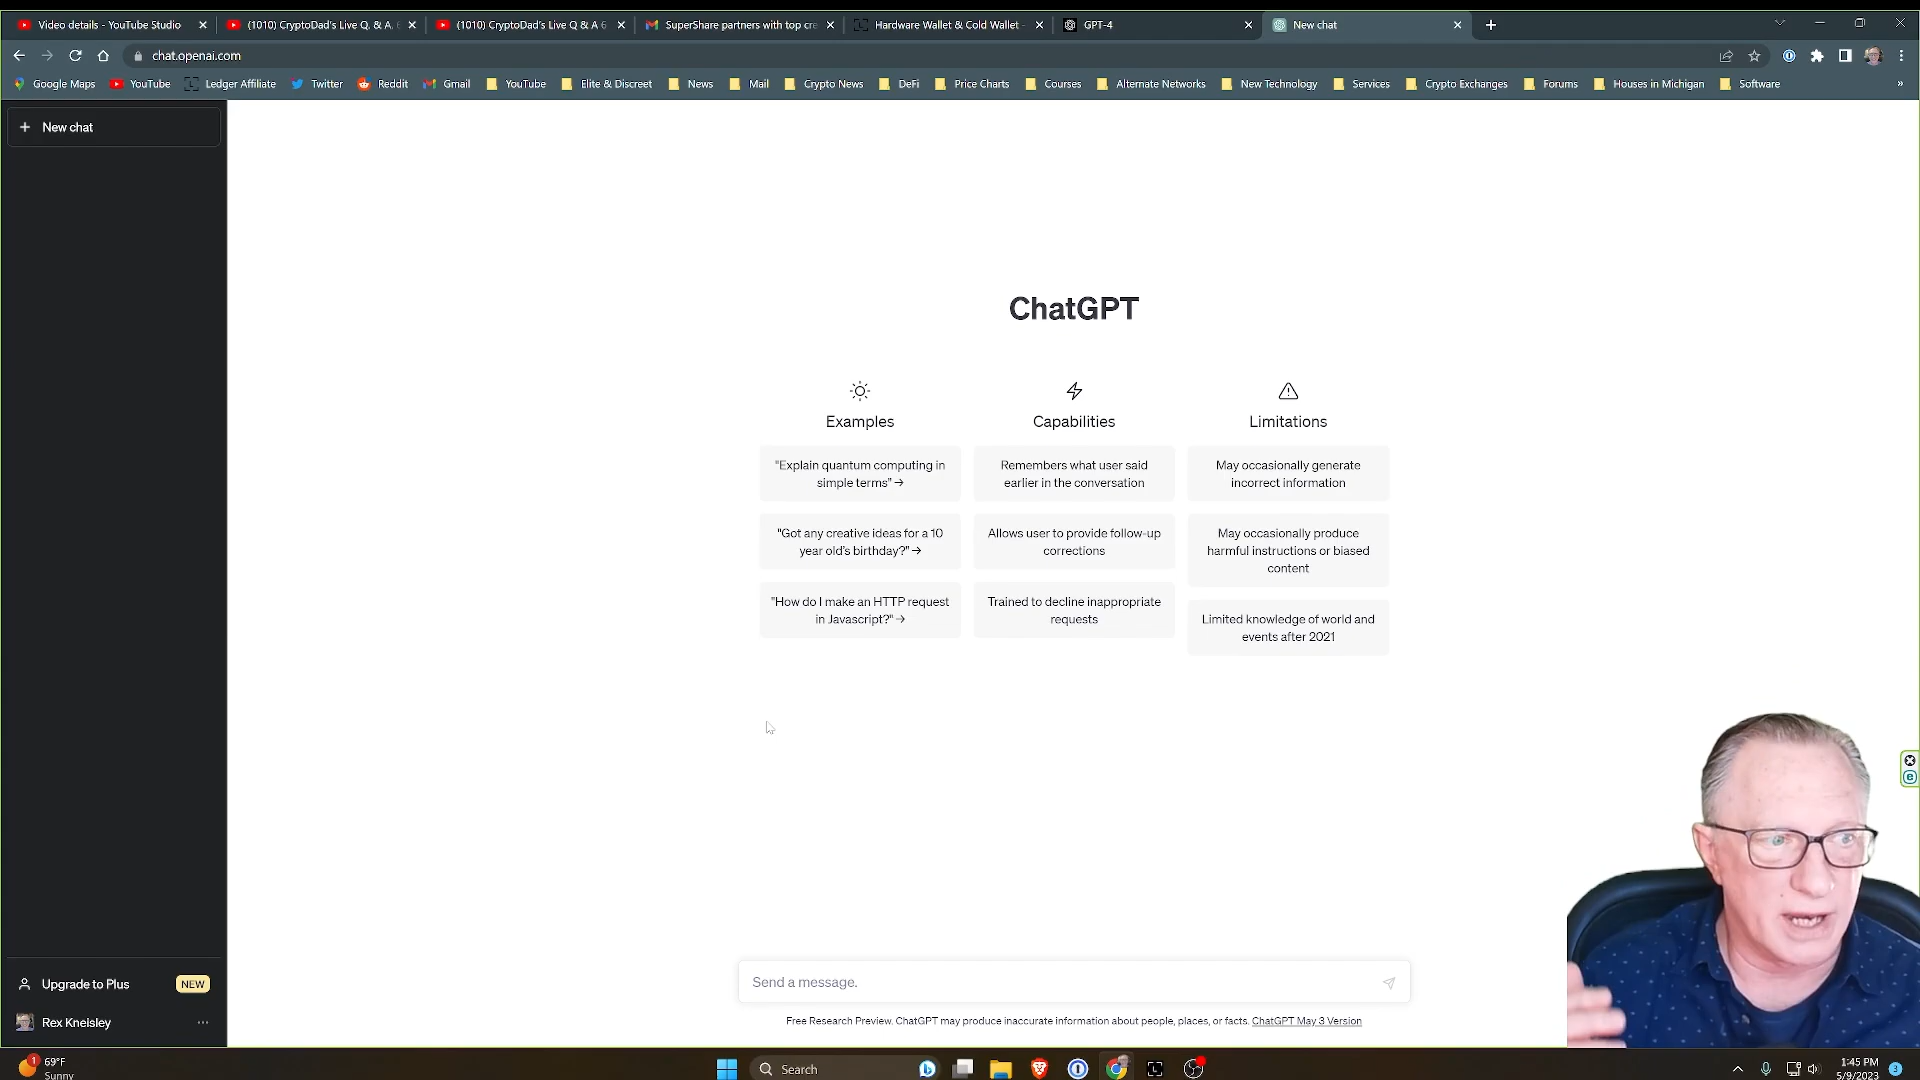 Video details - YouTube Studio
(1010) CryptoDad's Live Q. & A. 6
(1010) CryptoDad's Live Q & A 6
SuperShare partners with top cre
Hardware Wallet & Cold Wallet -
GPT-4
New chat
chat.openai.com
Google Maps
YouTube
Ledger Affiliate
Twitter
Reddit
Gmail
YouTube
Elite & Discreet
News
Mail
Crypto News
DeFi
Price Charts
Courses
Alternate Networks
New Technology
Services
Crypto Exchanges
Forums
Houses in Michigan
Software
»
+ New chat
ChatGPT
Examples
Capabilities
Limitations
"Explain quantum computing in
simple terms" →
Remembers what user said
earlier in the conversation
May occasionally generate
incorrect information
"Got any creative ideas for a 10
year old's birthday?" →
Allows user to provide follow-up
corrections
May occasionally produce
harmful instructions or biased
content
"How do I make an HTTP request
in Javascript?" →
Trained to decline inappropriate
requests
Limited knowledge of world and
events after 2021
Upgrade to Plus
NEW
Rex Kneisley
Send a message.
Free Research Preview. ChatGPT may produce inaccurate information about people, places, or facts. ChatGPT May 3 Version
1
69°F
Sunny
Search
1:45 PM
5/9/2023
3